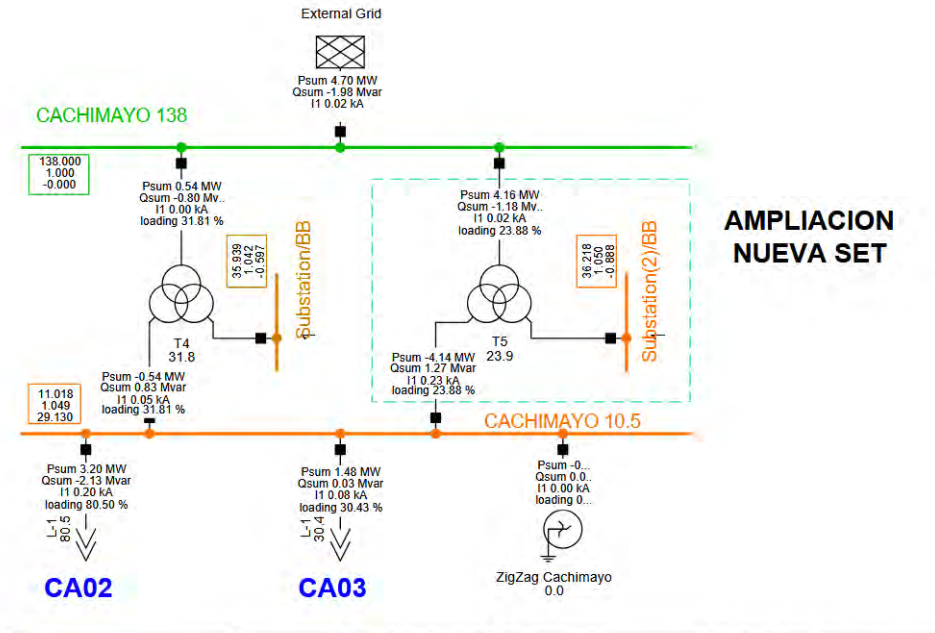 External Grid
Psum 4.70 MW
Qsum -1.98 Mvar
I1 0.02 kA
CACHIMAYO 138
138.000
1.000
-0.000
Psum 0.54 MW
Qsum -0.80 Mv..
I1 0.00 kA
loading 31.81 %
35.939
1.042
-0.597
Substation/BB
T4
31.8
Psum 4.16 MW
Qsum -1.18 Mv..
I1 0.02 kA
loading 23.88 %
36.218
1.050
-0.888
Substation(2)/BB
T5
23.9
AMPLIACION
NUEVA SET
Psum -0.54 MW
Qsum 0.83 Mvar
I1 0.05 kA
loading 31.81 %
Psum -4.14 MW
Qsum 1.27 Mvar
I1 0.23 kA
loading 23.88 %
11.018
1.049
29.130
CACHIMAYO 10.5
Psum 3.20 MW
Qsum -2.13 Mvar
I1 0.20 kA
loading 80.50 %
L-1
80.5
CA02
Psum 1.48 MW
Qsum 0.03 Mvar
I1 0.08 kA
loading 30.43 %
L-1
30.4
CA03
Psum -0...
Qsum 0.0..
I1 0.00 kA
loading 0...
ZigZag Cachimayo
0.0